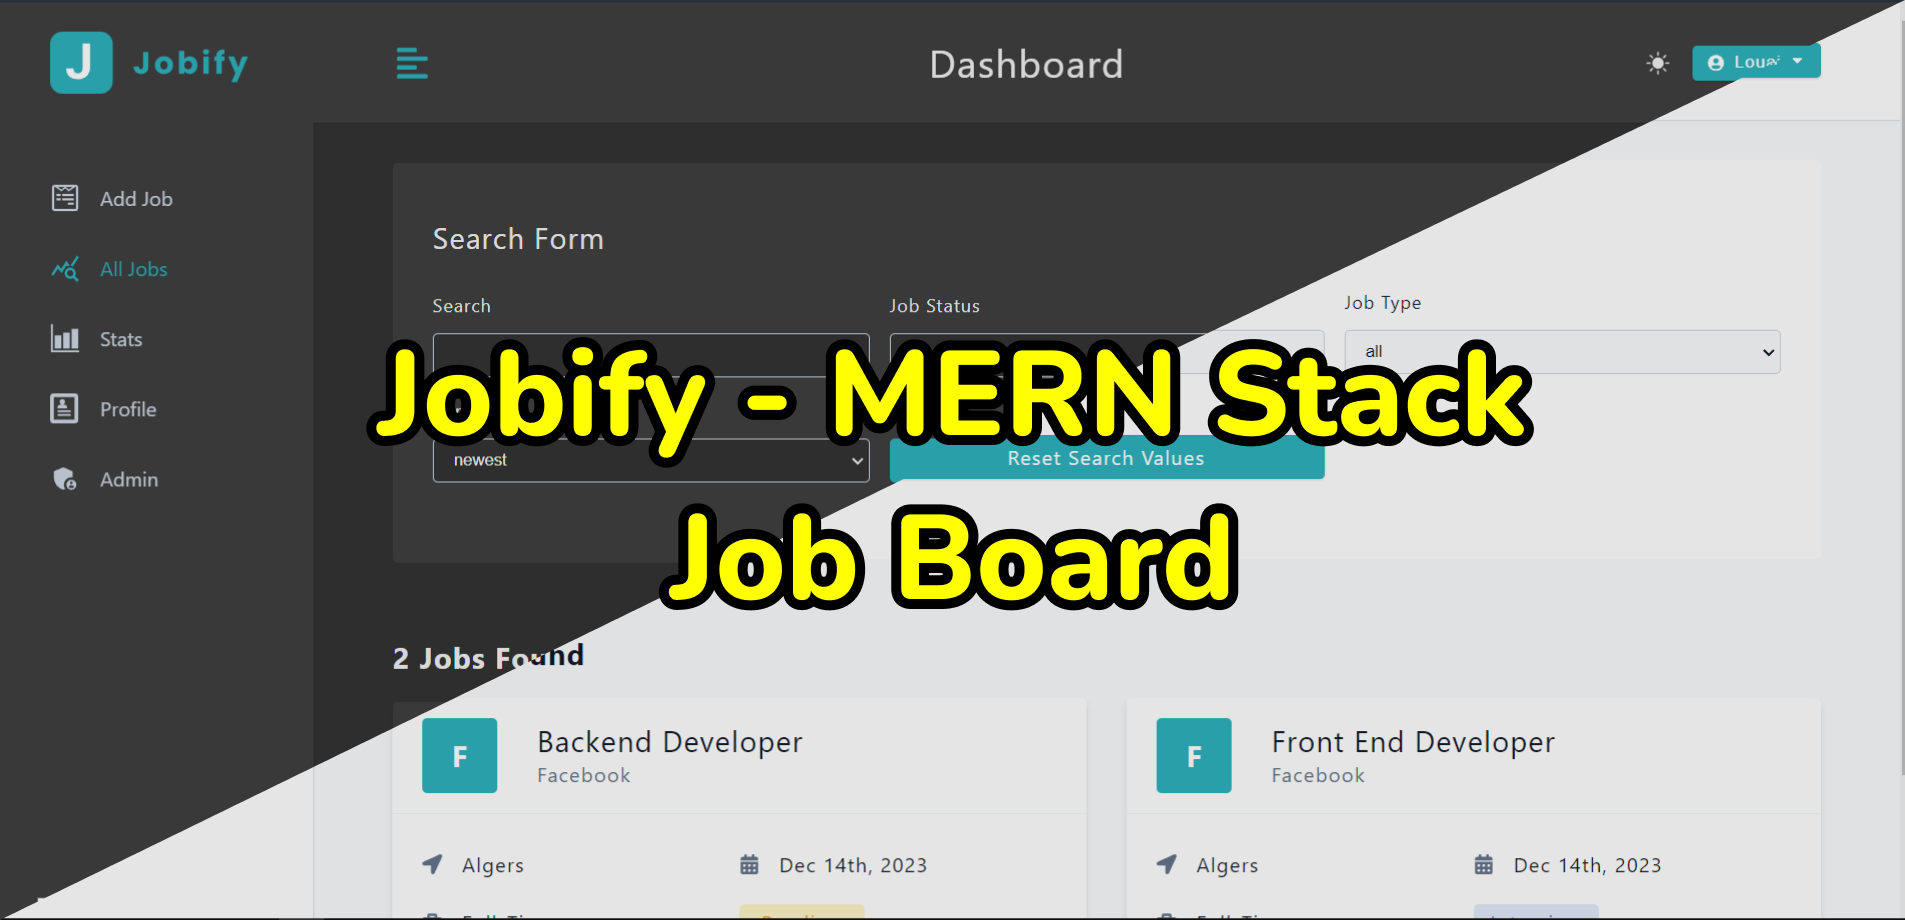 J Jobify
Dashboard
Add Job
All Jobs
Stats
Profile
Admin
Search Form
Search
Job Status
Job Type
all
newest
Reset Search Values
Jobify - MERN Stack
Job Board
2 Jobs Found
F
Backend Developer
Facebook
Algers
Dec 14th, 2023
F
Front End Developer
Facebook
Algers
Dec 14th, 2023